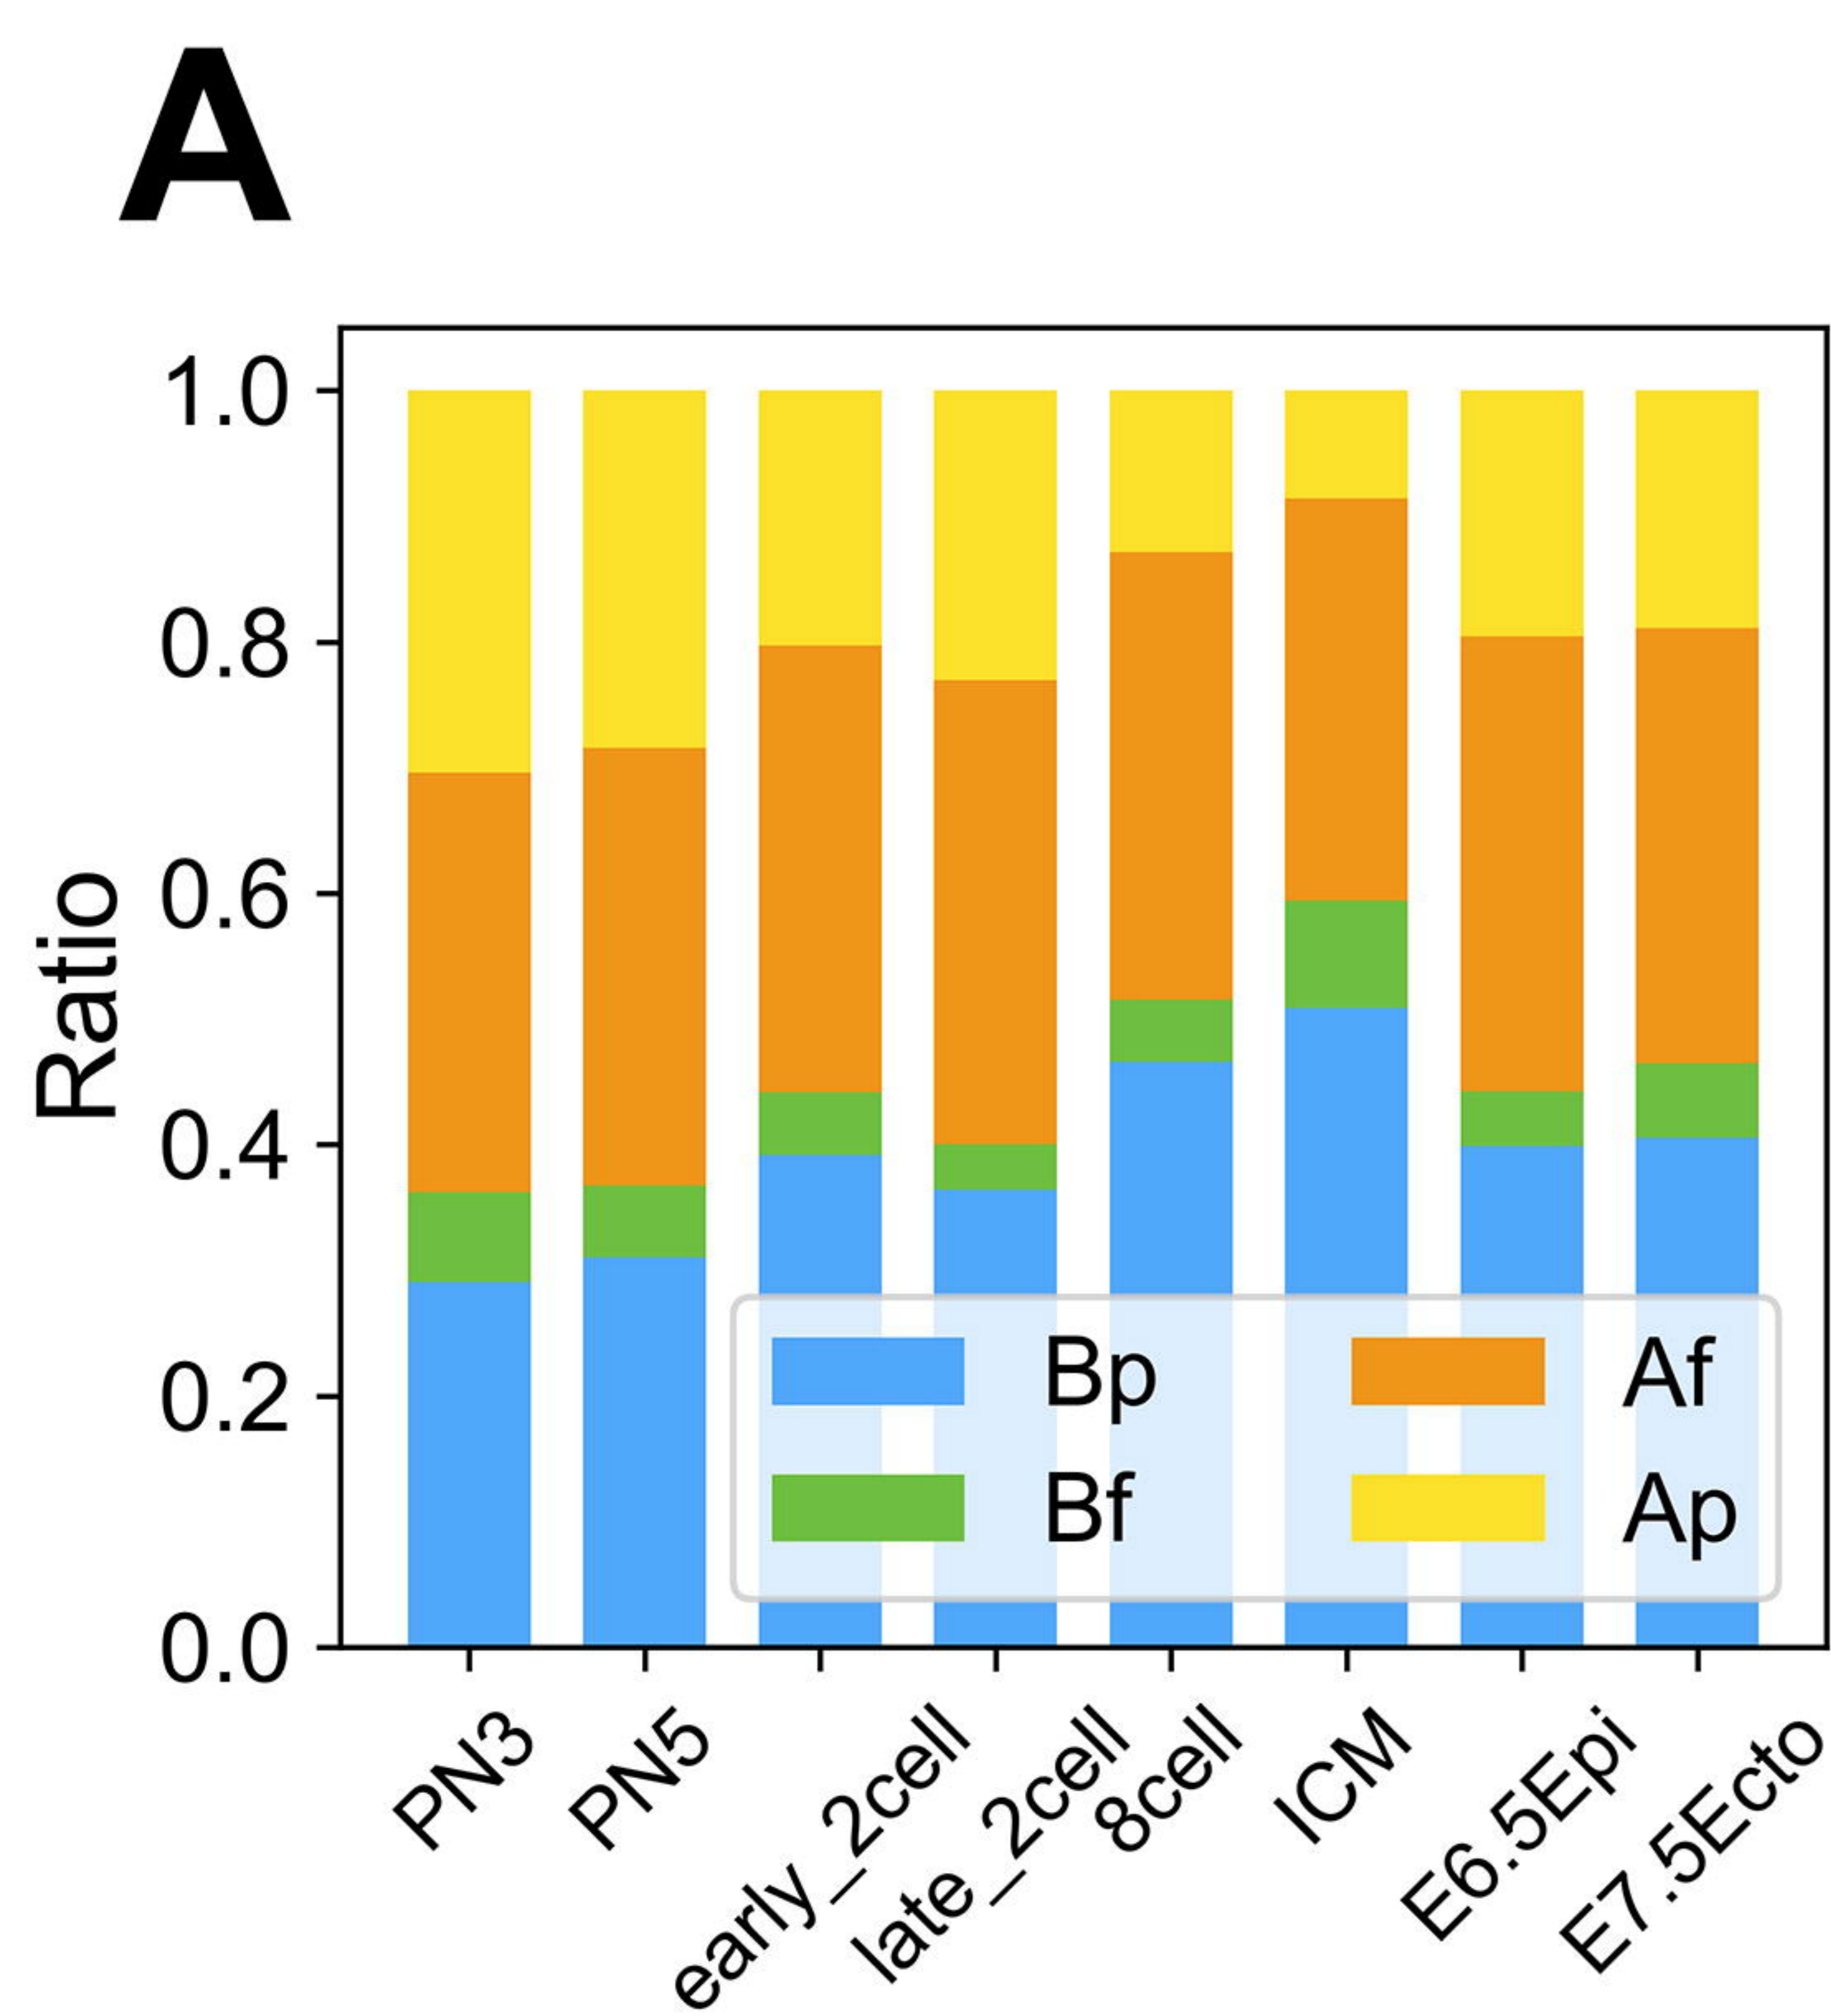 A
Ratio
1.0
0.8
0.6
0.4
0.2
0.0
Bp
Af
Bf
Ap
PN3
PN5
early_2cell
late_2cell
8cell
ICM
E6.5Epi
E7.5Ecto